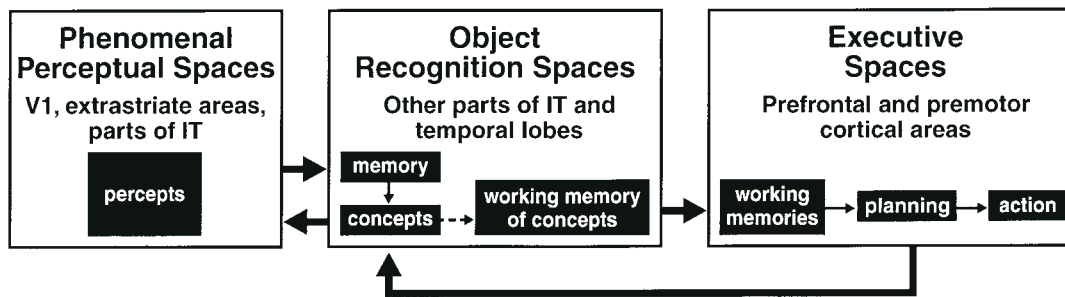 Phenomenal
Perceptual Spaces
V1, extrastriate areas,
parts of IT
percepts
Object
Recognition Spaces
Other parts of IT and
temporal lobes
memory
concepts
working memory
of concepts
Executive
Spaces
Prefrontal and premotor
cortical areas
working
memories
planning
action